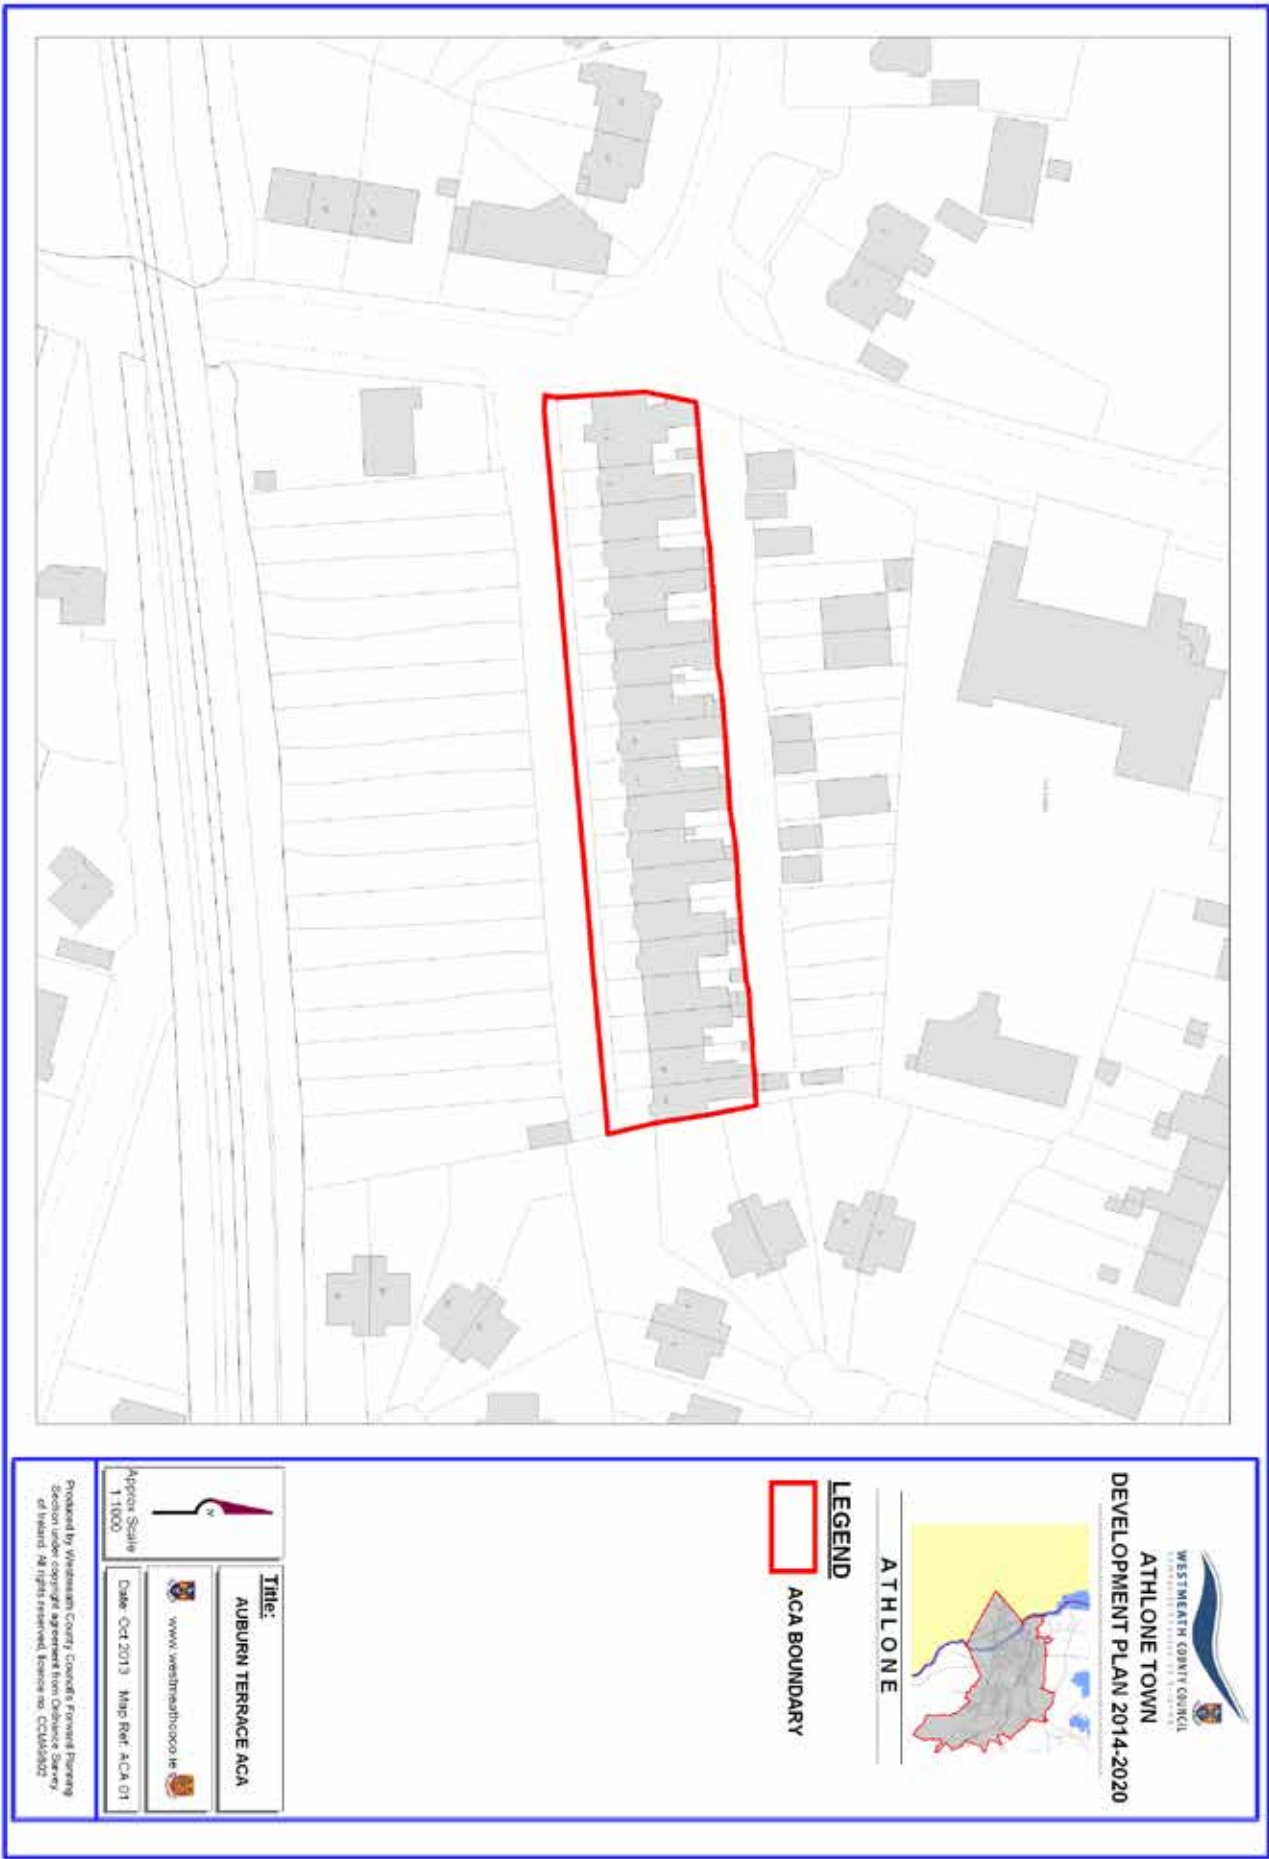 WESTMEATH COUNTY COUNCIL
ATHLONE TOWN
DEVELOPMENT PLAN 2014-2020
ATHLONE
LEGEND
ACA BOUNDARY
Title:
AUBURN TERRACE ACA
N
Approx Scale
1:1000
www.westmeathcoco.ie
Date: Oct 2013 Map Ref: ACA 01
Produced by Westmeath County Council's Forward Planning
Section under copyright agreement from Ordnance Survey
of Ireland. All rights reserved, licence no.